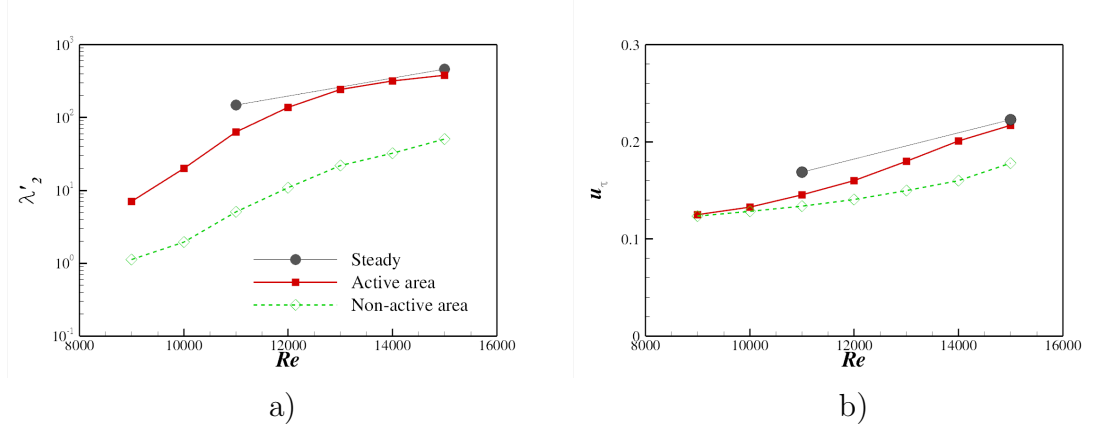 10³
10²
10¹
10⁰
10⁻¹
λ'₂
8000 10000 12000 14000 16000
Re
Steady
Active area
Non-active area
a)
0.3
0.2
0.1
0
u_τ
8000 10000 12000 14000 16000
Re
b)